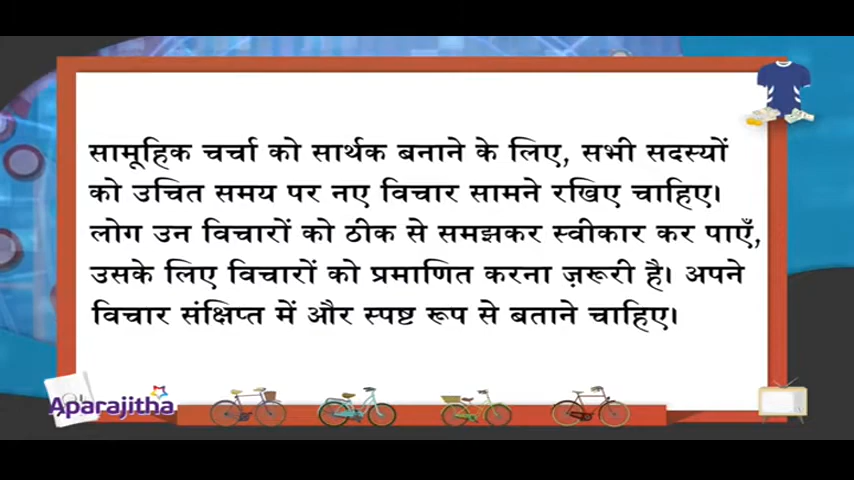 सामूहिक चर्चा को सार्थक बनाने के लिए, सभी सदस्यों
को उचित समय पर नए विचार सामने रखिए चाहिए।
लोग उन विचारों को ठीक से समझकर स्वीकार कर पाएँ,
उसके लिए विचारों को प्रमाणित करना ज़रूरी है। अपने
विचार संक्षिप्त में और स्पष्ट रूप से बताने चाहिए।
Aparajitha